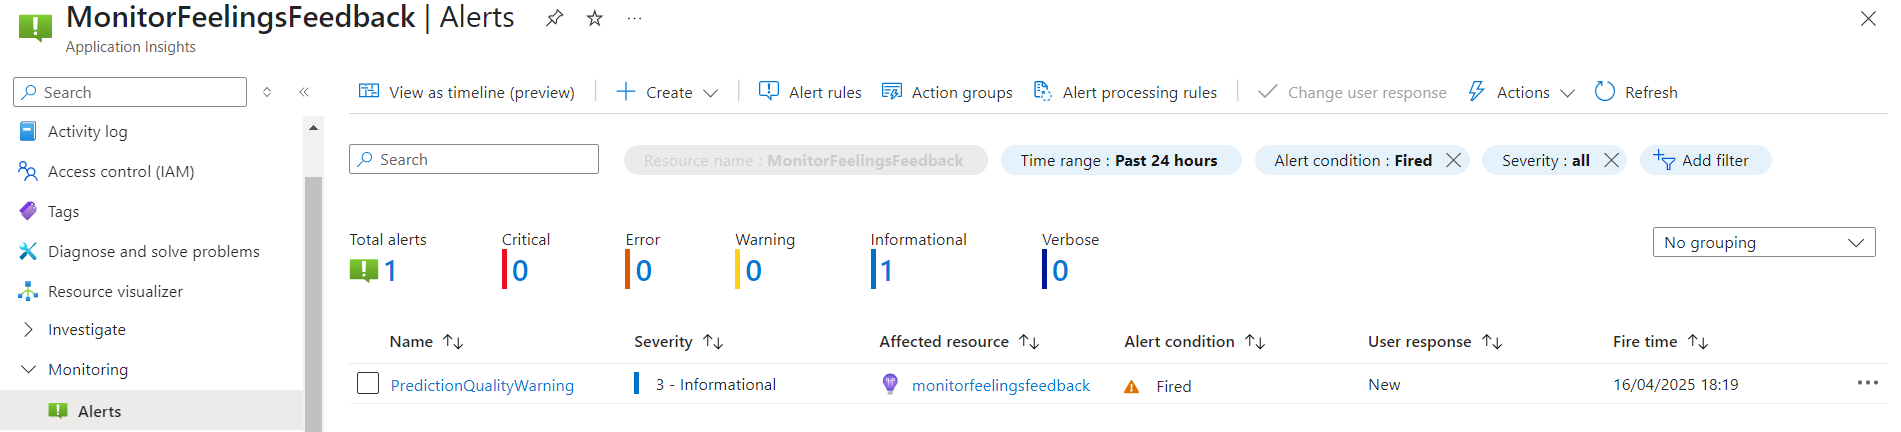 MonitorFeelingsFeedback | Alerts
Application Insights
Search
Activity log
Access control (IAM)
Tags
Diagnose and solve problems
Resource visualizer
Investigate
Monitoring
Alerts
View as timeline (preview) Create Alert rules Action groups Alert processing rules Change user response Actions Refresh
Search Resource name : MonitorFeelingsFeedback Time range : Past 24 hours Alert condition : Fired Severity : all Add filter
Total alerts Critical Error Warning Informational Verbose
1 0 0 0 1 0
No grouping
Name Severity Affected resource Alert condition User response Fire time
PredictionQualityWarning 3 - Informational monitorfeelingsfeedback Fired New 16/04/2025 18:19